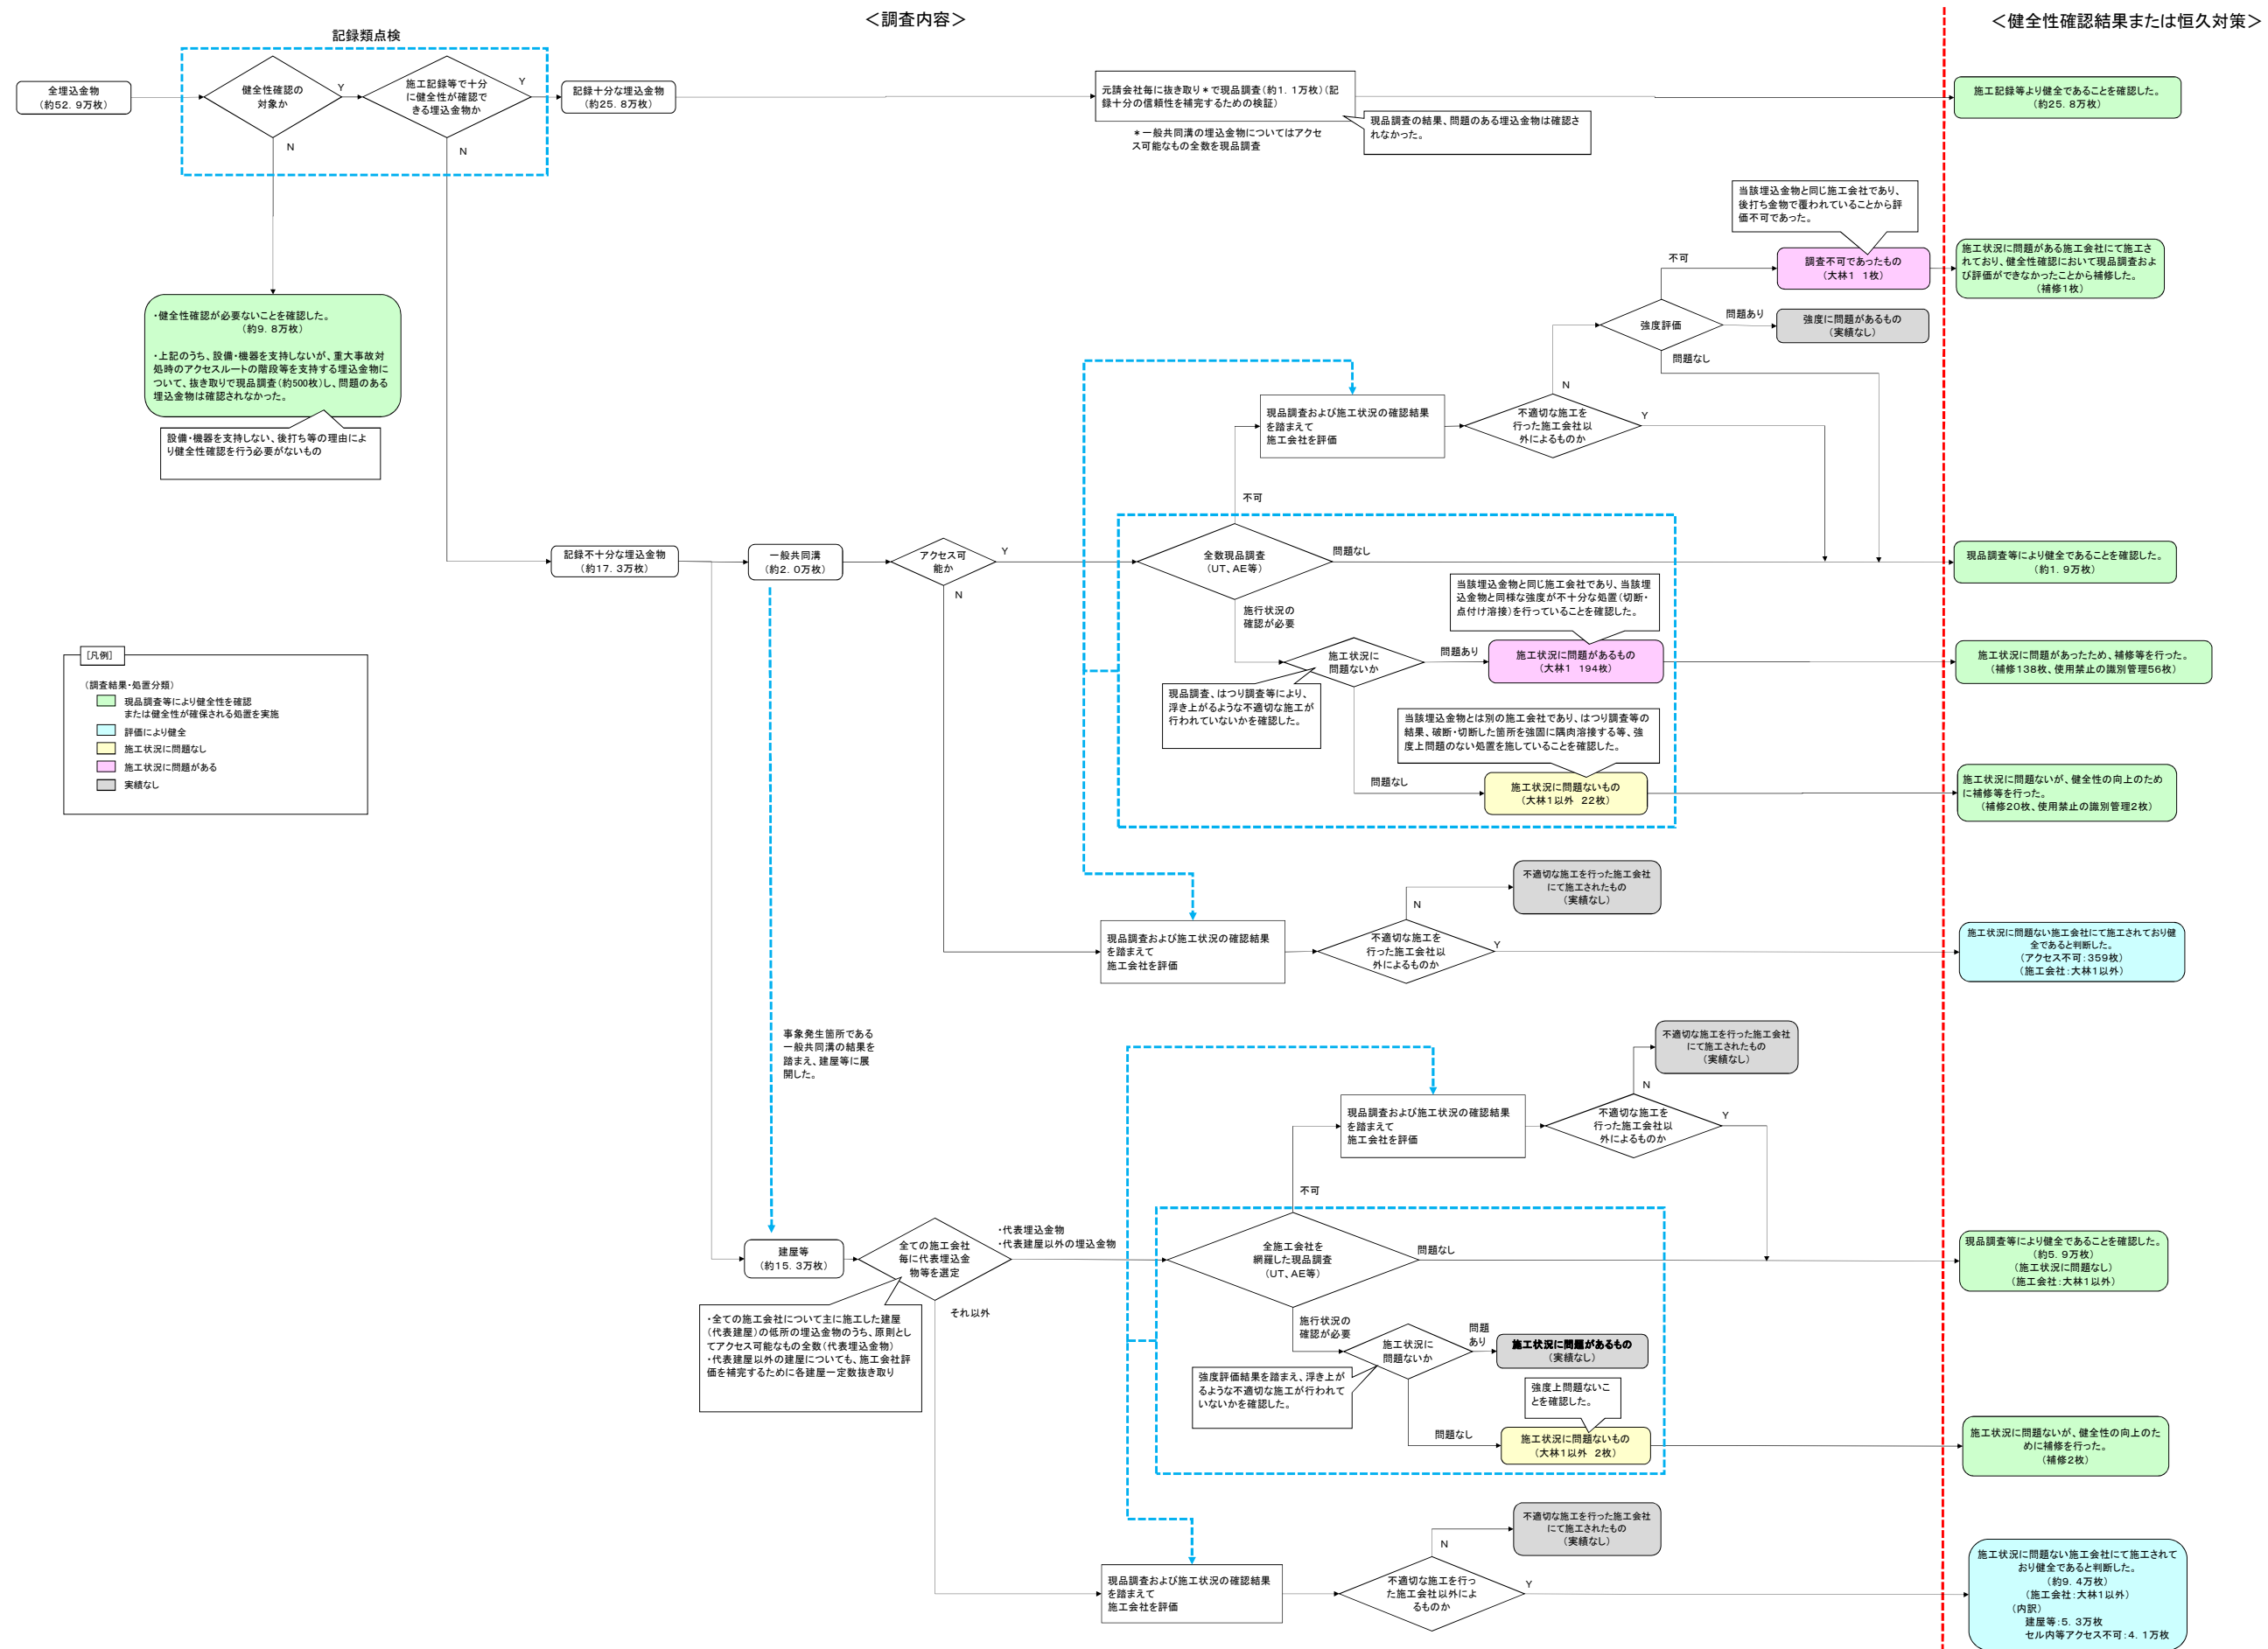 ＜調査内容＞
＜健全性確認結果または恒久対策＞
記録類点検
全埋込金物
（約52．9万枚）
健全性確認の
対象か
Y
N
施工記録等で十分
に健全性が確認で
きる埋込金物か
Y
N
記録十分な埋込金物
（約25．8万枚）
元請会社毎に抜き取り＊で現品調査（約1．1万枚）（記
録十分の信頼性を補完するための検証）
＊一般共同溝の埋込金物についてはアクセ
ス可能なもの全数を現品調査
現品調査の結果、問題のある埋込金物は確認さ
れなかった。
施工記録等より健全であることを確認した。
（約25．8万枚）
・健全性確認が必要ないことを確認した。
（約9．8万枚）
・上記のうち、設備・機器を支持しないが、重大事故対
処時のアクセスルートの階段等を支持する埋込金物に
ついて、抜き取りで現品調査（約500枚）し、問題のある
埋込金物は確認されなかった。
設備・機器を支持しない、後打ち等の理由によ
り健全性確認を行う必要がないもの
当該埋込金物と同じ施工会社であり、
後打ち金物で覆われていることから評
価不可であった。
不可
調査不可であったもの
（大林1　1枚）
施工状況に問題がある施工会社にて施工さ
れており、健全性確認において現品調査およ
び評価ができなかったことから補修した。
（補修1枚）
強度評価
問題あり
強度に問題があるもの
（実績なし）
問題なし
現品調査および施工状況の確認結果
を踏まえて
施工会社を評価
N
不適切な施工を
行った施工会社以
外によるものか
Y
不可
記録不十分な埋込金物
（約17．3万枚）
一般共同溝
（約2．0万枚）
アクセス可
能か
Y
N
全数現品調査
（UT、AE等）
問題なし
現品調査等により健全であることを確認した。
（約1．9万枚）
当該埋込金物と同じ施工会社であり、当該埋
込金物と同様な強度が不十分な処置（切断・
点付け溶接）を行っていることを確認した。
施行状況の
確認が必要
施工状況に
問題ないか
問題あり
施工状況に問題があるもの
（大林1　194枚）
施工状況に問題があったため、補修等を行った。
（補修138枚、使用禁止の識別管理56枚）
現品調査、はつり調査等により、
浮き上がるような不適切な施工が
行われていないかを確認した。
当該埋込金物とは別の施工会社であり、はつり調査等の
結果、破断・切断した箇所を強固に隅肉溶接する等、強
度上問題のない処置を施していることを確認した。
問題なし
施工状況に問題ないもの
（大林1以外　22枚）
施工状況に問題ないが、健全性の向上のため
に補修等を行った。
（補修20枚、使用禁止の識別管理2枚）
［凡例］
（調査結果・処置分類）
現品調査等により健全性を確認
または健全性が確保される処置を実施
評価により健全
施工状況に問題なし
施工状況に問題がある
実績なし
不適切な施工を行った施工会社
にて施工されたもの
（実績なし）
N
現品調査および施工状況の確認結果
を踏まえて
施工会社を評価
不適切な施工を
行った施工会社以
外によるものか
Y
施工状況に問題ない施工会社にて施工されており健
全であると判断した。
（アクセス不可：359枚）
（施工会社：大林1以外）
事象発生箇所である
一般共同溝の結果を
踏まえ、建屋等に展
開した。
不適切な施工を行った施工会社
にて施工されたもの
（実績なし）
N
現品調査および施工状況の確認結果
を踏まえて
施工会社を評価
不適切な施工を
行った施工会社以
外によるものか
Y
不可
建屋等
（約15．3万枚）
全ての施工会社
毎に代表埋込金
物等を選定
・代表埋込金物
・代表建屋以外の埋込金物
それ以外
全施工会社を
網羅した現品調査
（UT、AE等）
問題なし
現品調査等により健全であることを確認した。
（約5．9万枚）
（施工状況に問題なし）
（施工会社：大林1以外）
・全ての施工会社について主に施工した建屋
（代表建屋）の低所の埋込金物のうち、原則とし
てアクセス可能なもの全数（代表埋込金物）
・代表建屋以外の建屋についても、施工会社評
価を補完するために各建屋一定数抜き取り
施行状況の
確認が必要
施工状況に
問題ないか
問題
あり
施工状況に問題があるもの
（実績なし）
強度評価結果を踏まえ、浮き上が
るような不適切な施工が行われて
いないかを確認した。
強度上問題ないこ
とを確認した。
問題なし
施工状況に問題ないもの
（大林1以外　2枚）
施工状況に問題ないが、健全性の向上のた
めに補修を行った。
（補修2枚）
不適切な施工を行った施工会社
にて施工されたもの
（実績なし）
N
現品調査および施工状況の確認結果
を踏まえて
施工会社を評価
不適切な施工を行っ
た施工会社以外によ
るものか
Y
施工状況に問題ない施工会社にて施工されて
おり健全であると判断した。
（約9．4万枚）
（施工会社：大林1以外）
（内訳）
建屋等：5．3万枚
セル内等アクセス不可：4．1万枚